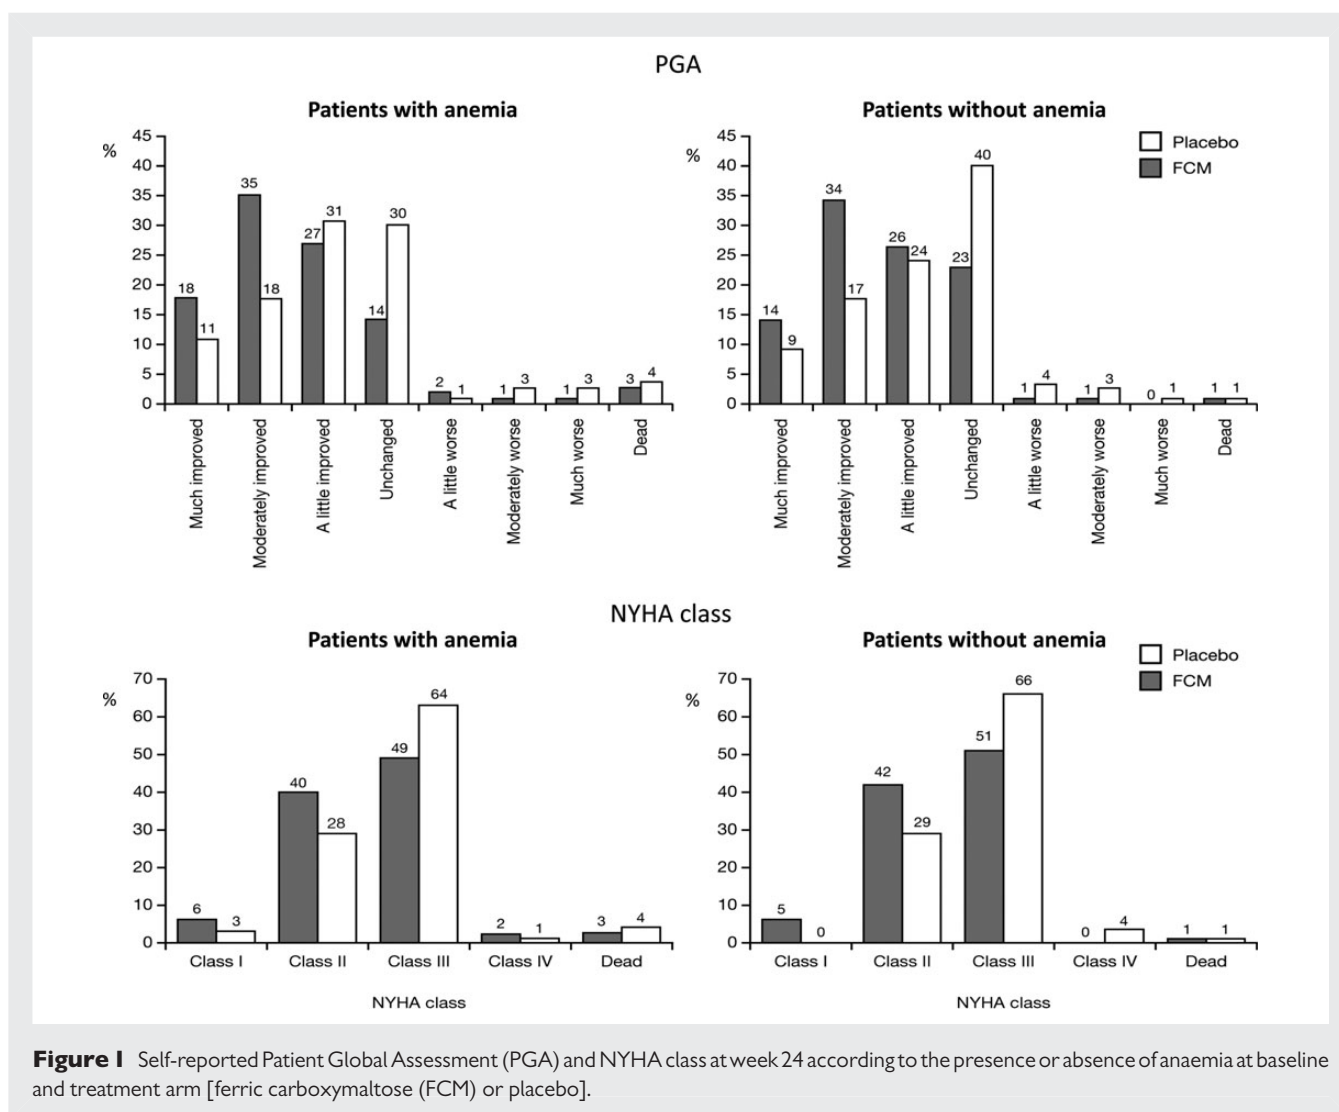 PGA
Patients with anemia
%
45
40
35
30
25
20
15
10
5
0
18
11
35
18
27
31
14
30
2
1
1
3
1
3
3
4
Much improved
Moderately improved
A little improved
Unchanged
A little worse
Moderately worse
Much worse
Dead
Patients without anemia
%
45
40
35
30
25
20
15
10
5
0
14
9
34
17
26
24
23
40
1
4
1
3
0
1
1
1
Placebo
FCM
Much improved
Moderately improved
A little improved
Unchanged
A little worse
Moderately worse
Much worse
Dead
NYHA class
Patients with anemia
%
70
60
50
40
30
20
10
0
6
3
40
28
49
64
2
1
3
4
Class I
Class II
Class III
Class IV
Dead
NYHA class
Patients without anemia
%
70
60
50
40
30
20
10
0
5
0
42
29
51
66
0
4
1
1
Placebo
FCM
Class I
Class II
Class III
Class IV
Dead
NYHA class
Figure 1 Self-reported Patient Global Assessment (PGA) and NYHA class at week 24 according to the presence or absence of anaemia at baseline
and treatment arm [ferric carboxymaltose (FCM) or placebo].